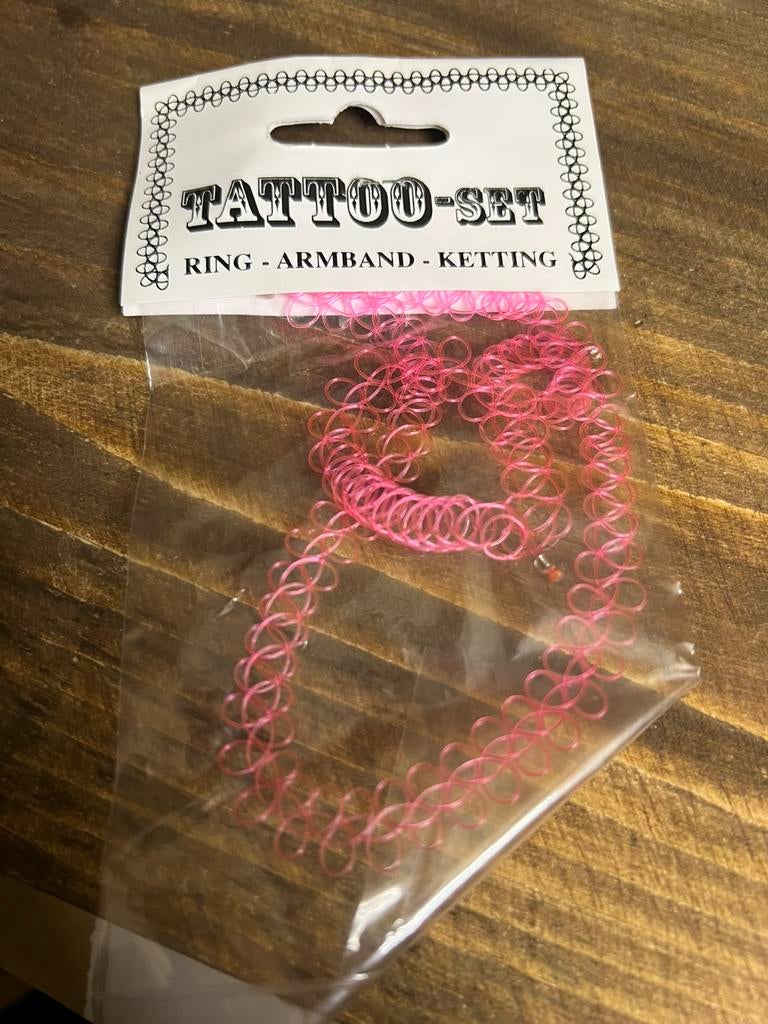 TATTOO-SET
RING - ARMBAND - KETTING